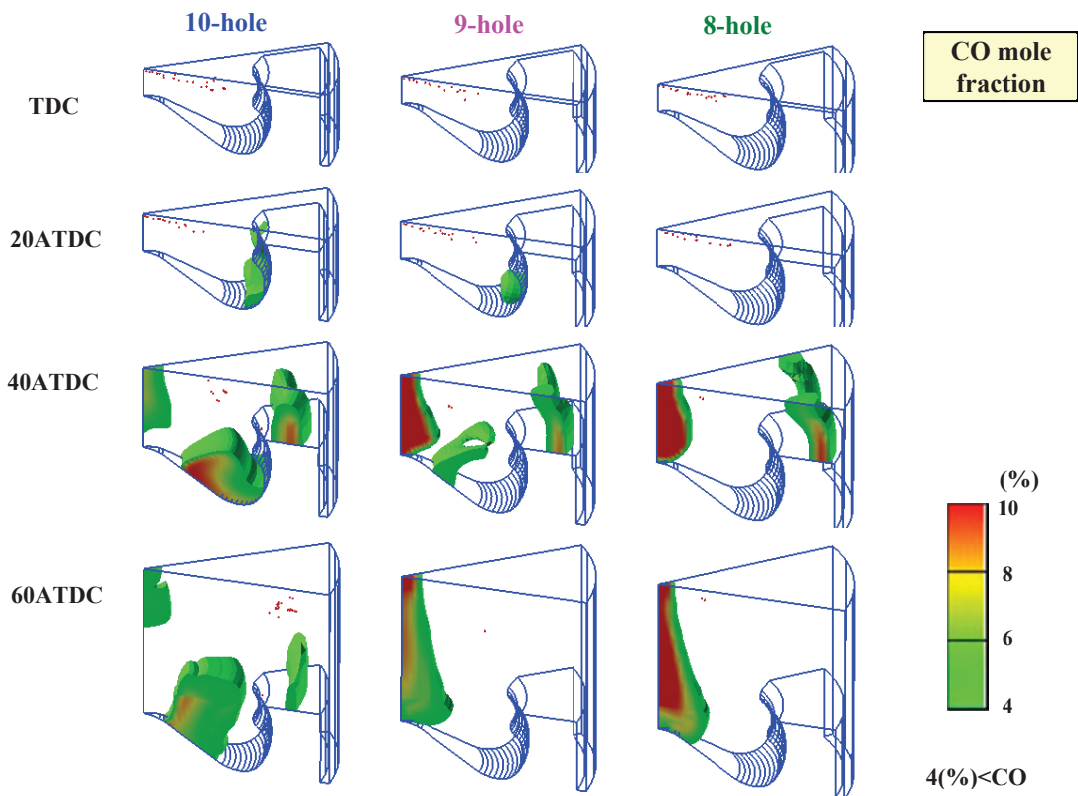 10-hole 9-hole 8-hole
CO mole
fraction
TDC
20ATDC
40ATDC
60ATDC
(%)
10
8
6
4
4(%)<CO